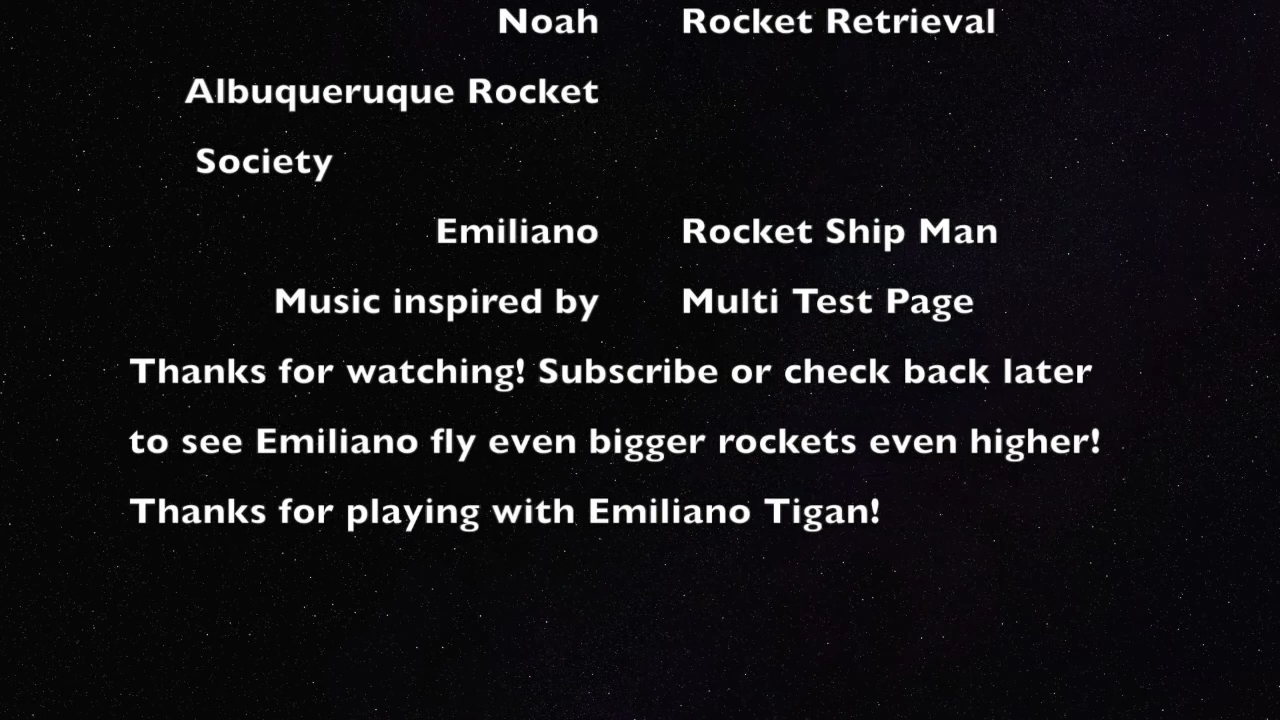 Noah Rocket Retrieval
Albuqueruque Rocket
Society
Emiliano Rocket Ship Man
Music inspired by Multi Test Page
Thanks for watching! Subscribe or check back later
to see Emiliano fly even bigger rockets even higher!
Thanks for playing with Emiliano Tigan!